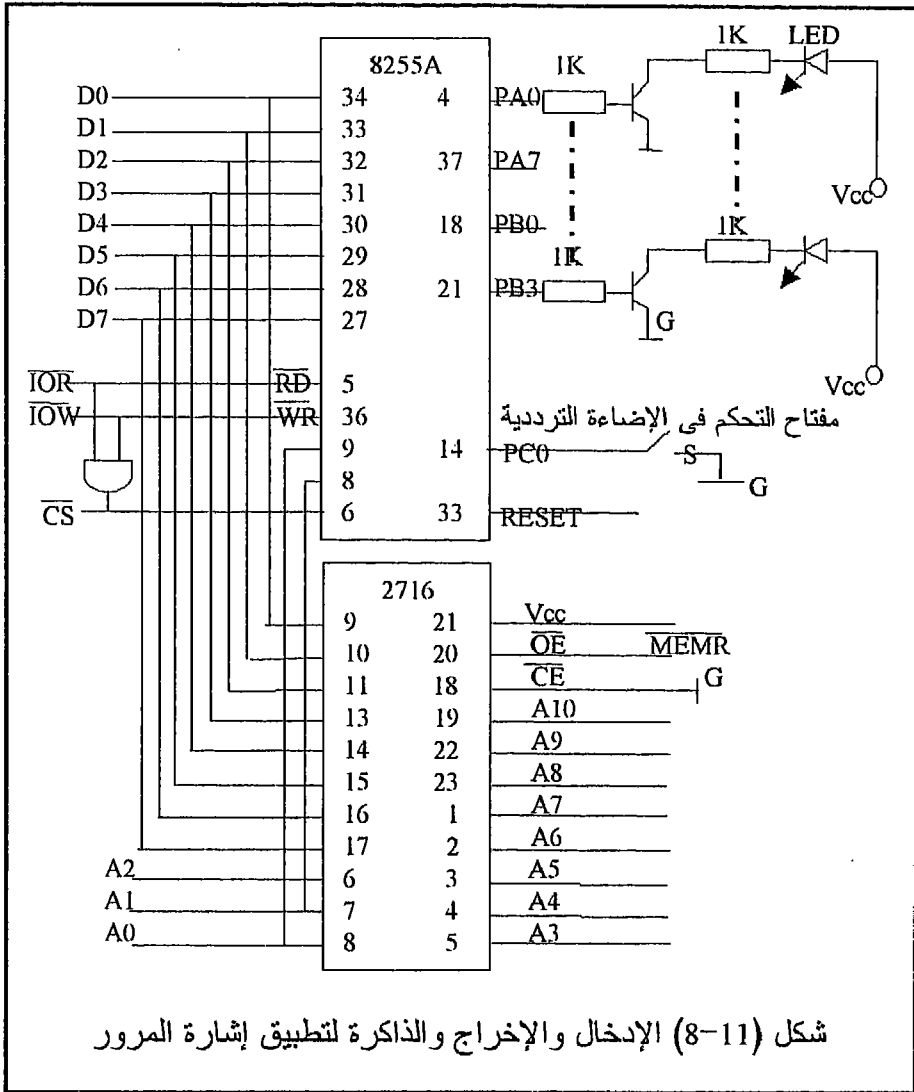 8255A
1K
1K
LED
D0
34
4
PA0
D1
33
D2
32
37
PA7
D3
31
Vcc
D4
30
18
PB0
1K
D5
29
1K
D6
28
21
PB3
D7
27
G
Vcc
IOR
RD
5
IOW
WR
36
مفتاح التحكم فى الإضاءة الترددية
9
14
PC0
S
G
8
CS
6
33
RESET
2716
9
21
Vcc
10
20
OE
MEMR
11
18
CE
G
13
19
A10
14
22
A9
15
23
A8
16
1
A7
17
2
A6
A2
6
3
A5
A1
7
4
A4
A0
8
5
A3
شكل (11-8) الإدخال والإخراج والذاكرة لتطبيق إشارة المرور